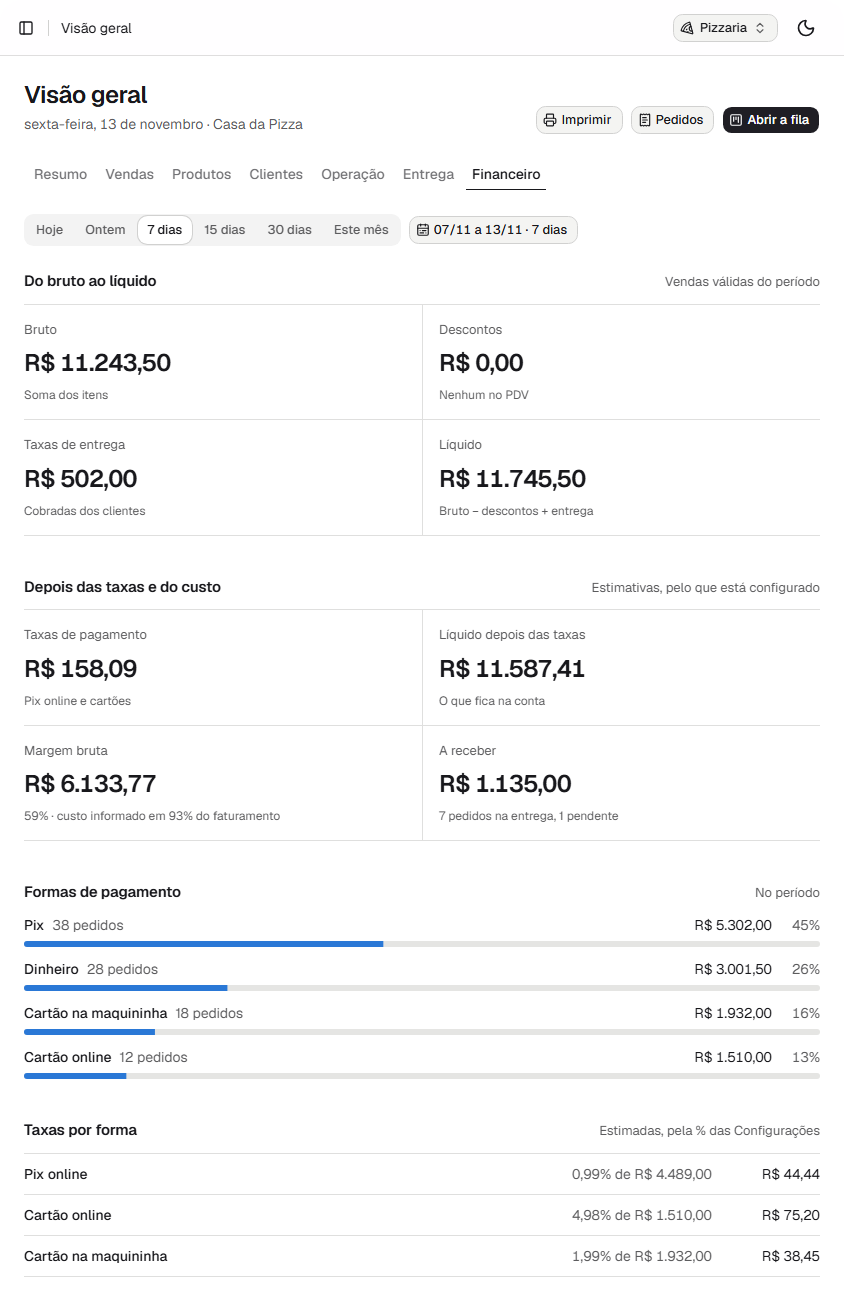 Visão geral
Pizzaria
Visão geral
sexta-feira, 13 de novembro · Casa da Pizza
Imprimir
Pedidos
Abrir a fila
Resumo Vendas Produtos Clientes Operação Entrega Financeiro
Hoje Ontem 7 dias 15 dias 30 dias Este mês
07/11 a 13/11 · 7 dias
Do bruto ao líquido
Vendas válidas do período
Bruto
R$ 11.243,50
Soma dos itens
Descontos
R$ 0,00
Nenhum no PDV
Taxas de entrega
R$ 502,00
Cobradas dos clientes
Líquido
R$ 11.745,50
Bruto – descontos + entrega
Depois das taxas e do custo
Estimativas, pelo que está configurado
Taxas de pagamento
R$ 158,09
Pix online e cartões
Líquido depois das taxas
R$ 11.587,41
O que fica na conta
Margem bruta
R$ 6.133,77
59% · custo informado em 93% do faturamento
A receber
R$ 1.135,00
7 pedidos na entrega, 1 pendente
Formas de pagamento
No período
Pix 38 pedidos R$ 5.302,00 45%
Dinheiro 28 pedidos R$ 3.001,50 26%
Cartão na maquininha 18 pedidos R$ 1.932,00 16%
Cartão online 12 pedidos R$ 1.510,00 13%
Taxas por forma
Estimadas, pela % das Configurações
Pix online 0,99% de R$ 4.489,00 R$ 44,44
Cartão online 4,98% de R$ 1.510,00 R$ 75,20
Cartão na maquininha 1,99% de R$ 1.932,00 R$ 38,45